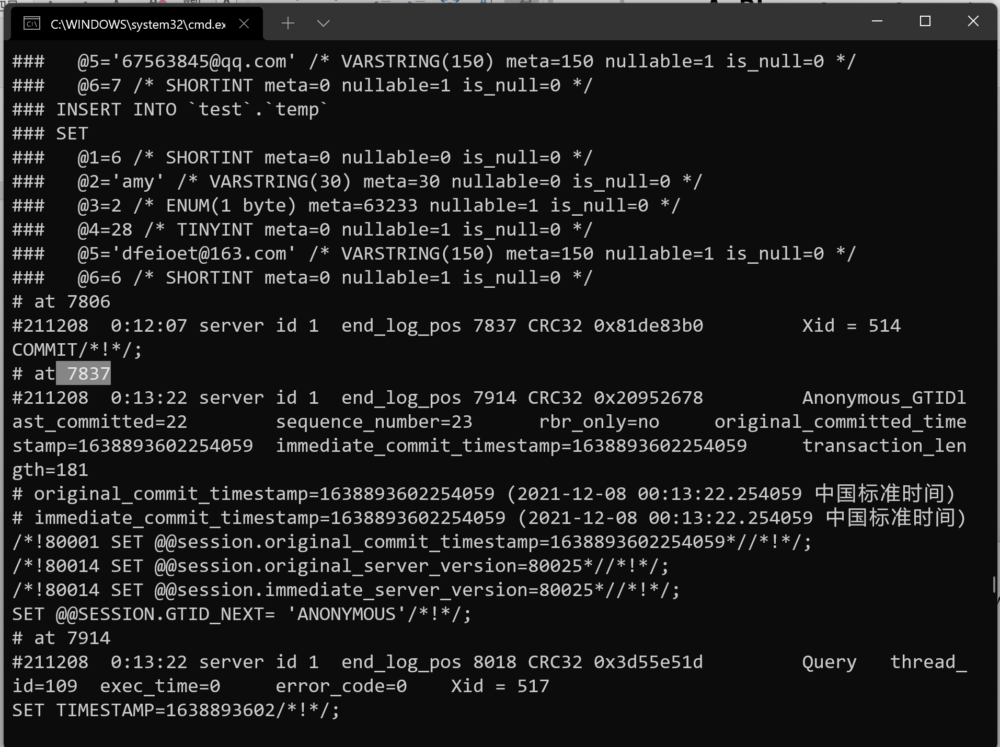 C:\WINDOWS\system32\cmd.ex
###   @5='67563845@qq.com' /* VARSTRING(150) meta=150 nullable=1 is_null=0 */
###   @6=7 /* SHORTINT meta=0 nullable=1 is_null=0 */
### INSERT INTO `test`.`temp`
### SET
###   @1=6 /* SHORTINT meta=0 nullable=0 is_null=0 */
###   @2='amy' /* VARSTRING(30) meta=30 nullable=0 is_null=0 */
###   @3=2 /* ENUM(1 byte) meta=63233 nullable=1 is_null=0 */
###   @4=28 /* TINYINT meta=0 nullable=1 is_null=0 */
###   @5='dfeioet@163.com' /* VARSTRING(150) meta=150 nullable=1 is_null=0 */
###   @6=6 /* SHORTINT meta=0 nullable=1 is_null=0 */
# at 7806
#211208  0:12:07 server id 1  end_log_pos 7837 CRC32 0x81de83b0         Xid = 514
COMMIT/*!*/;
# at 7837
#211208  0:13:22 server id 1  end_log_pos 7914 CRC32 0x20952678         Anonymous_GTIDl
ast_committed=22        sequence_number=23      rbr_only=no     original_committed_time
stamp=1638893602254059  immediate_commit_timestamp=1638893602254059     transaction_len
gth=181
# original_commit_timestamp=1638893602254059 (2021-12-08 00:13:22.254059 中国标准时间)
# immediate_commit_timestamp=1638893602254059 (2021-12-08 00:13:22.254059 中国标准时间)
/*!80001 SET @@session.original_commit_timestamp=1638893602254059*//*!*/;
/*!80014 SET @@session.original_server_version=80025*//*!*/;
/*!80014 SET @@session.immediate_server_version=80025*//*!*/;
SET @@SESSION.GTID_NEXT= 'ANONYMOUS'/*!*/;
# at 7914
#211208  0:13:22 server id 1  end_log_pos 8018 CRC32 0x3d55e51d         Query   thread_
id=109  exec_time=0     error_code=0    Xid = 517
SET TIMESTAMP=1638893602/*!*/;